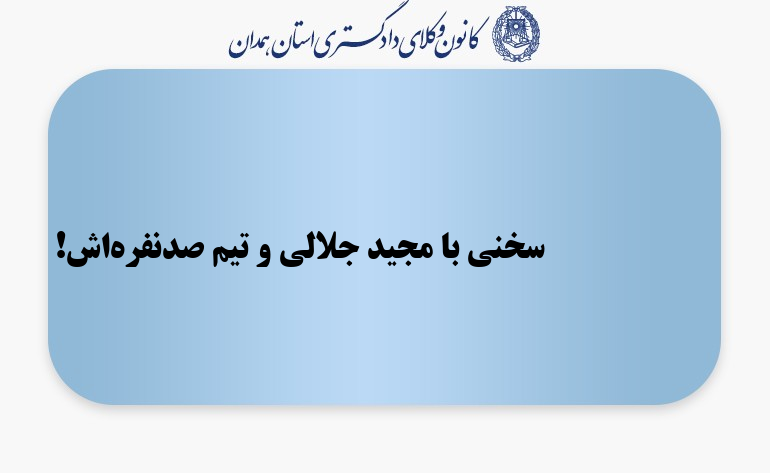 کانون وکلای دادگستری استان همدان
سخنی با مجید جلالی و تیم صدنفره‌اش!